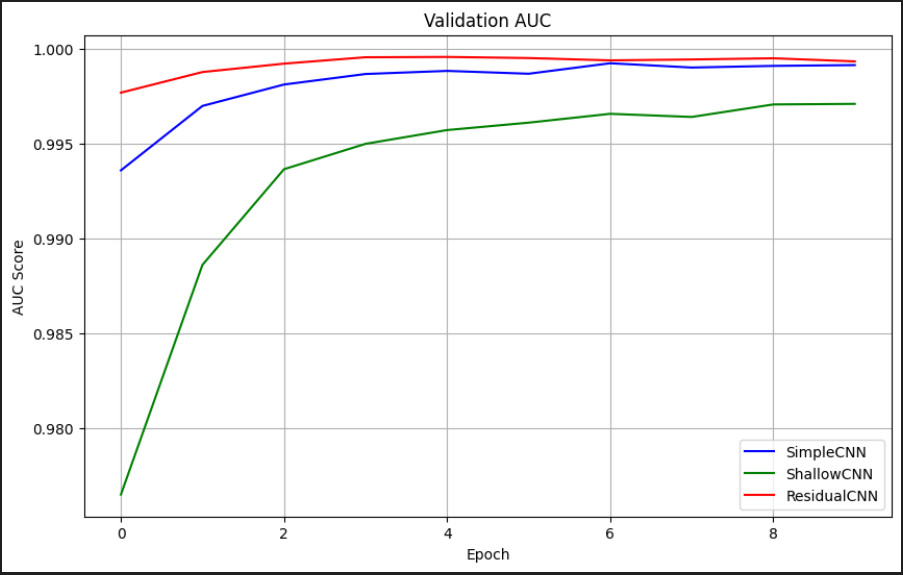 Validation AUC
1.000
0.995
0.990
0.985
0.980
AUC Score
0 2 4 6 8
Epoch
SimpleCNN
ShallowCNN
ResidualCNN